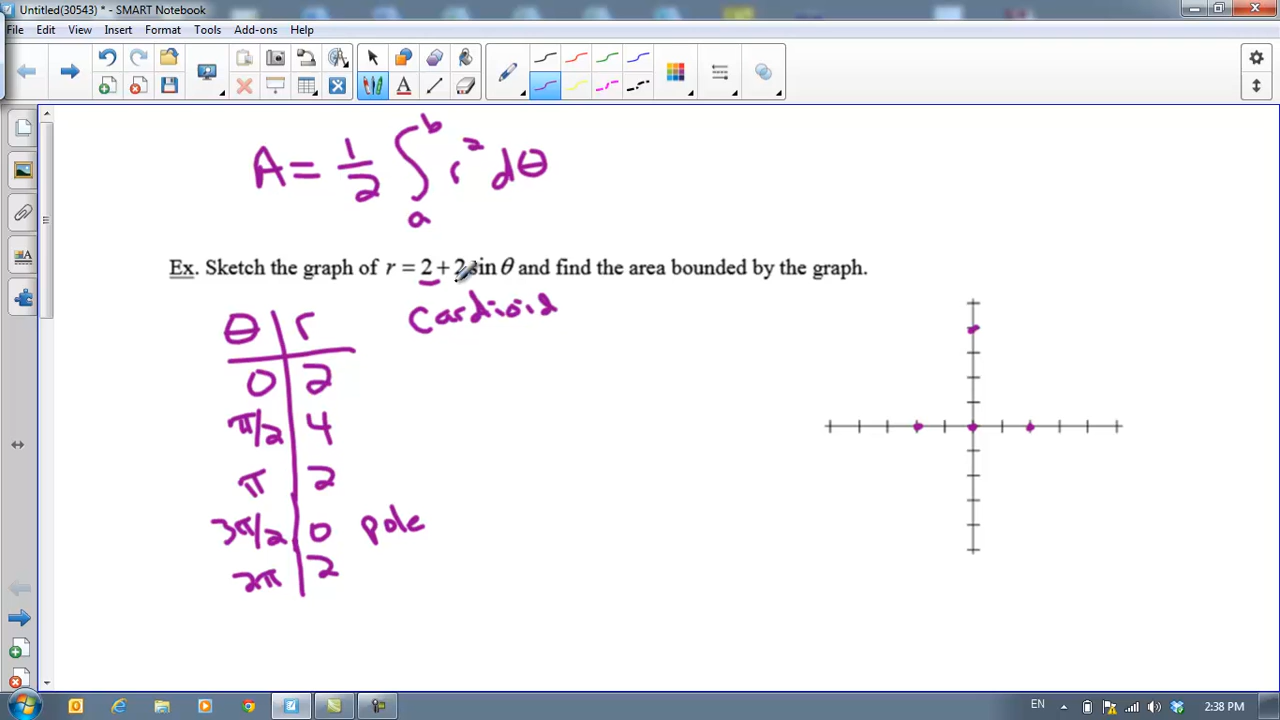 Untitled(30543) * - SMART Notebook
File Edit View Insert Format Tools Add-ons Help
A = 1/2 ∫ₐᵇ r² dθ
Ex. Sketch the graph of r = 2 + 2 sin θ and find the area bounded by the graph.
Cardioid
θ r
0 2
π/2 4
π 2
3π/2 0 pole
2π 2
EN 2:38 PM